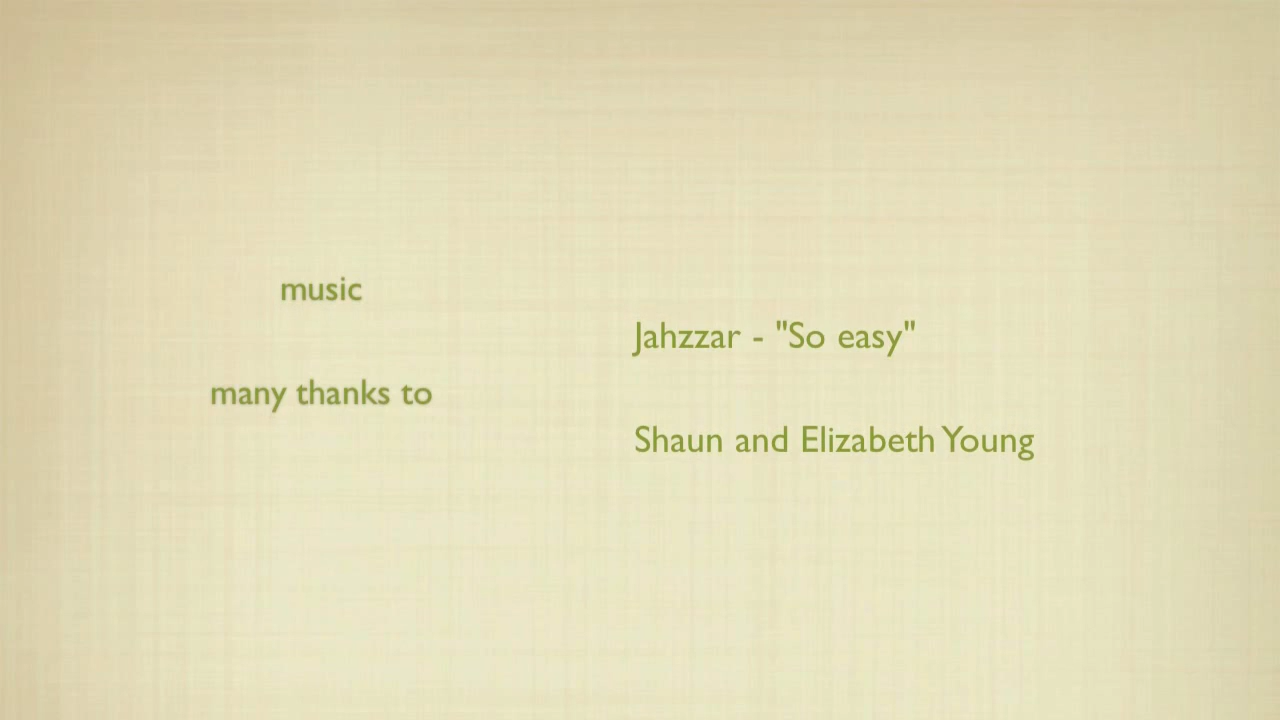 music
Jahzzar - "So easy"
many thanks to
Shaun and Elizabeth Young